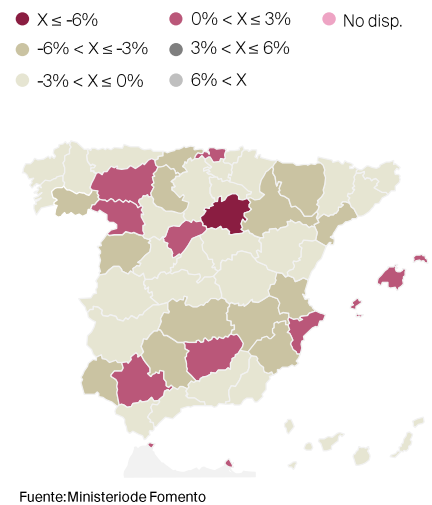 X ≤ -6%
0% < X ≤ 3%
No disp.
-6% < X ≤ -3%
3% < X ≤ 6%
-3% < X ≤ 0%
6% < X
Fuente: Ministerio de Fomento